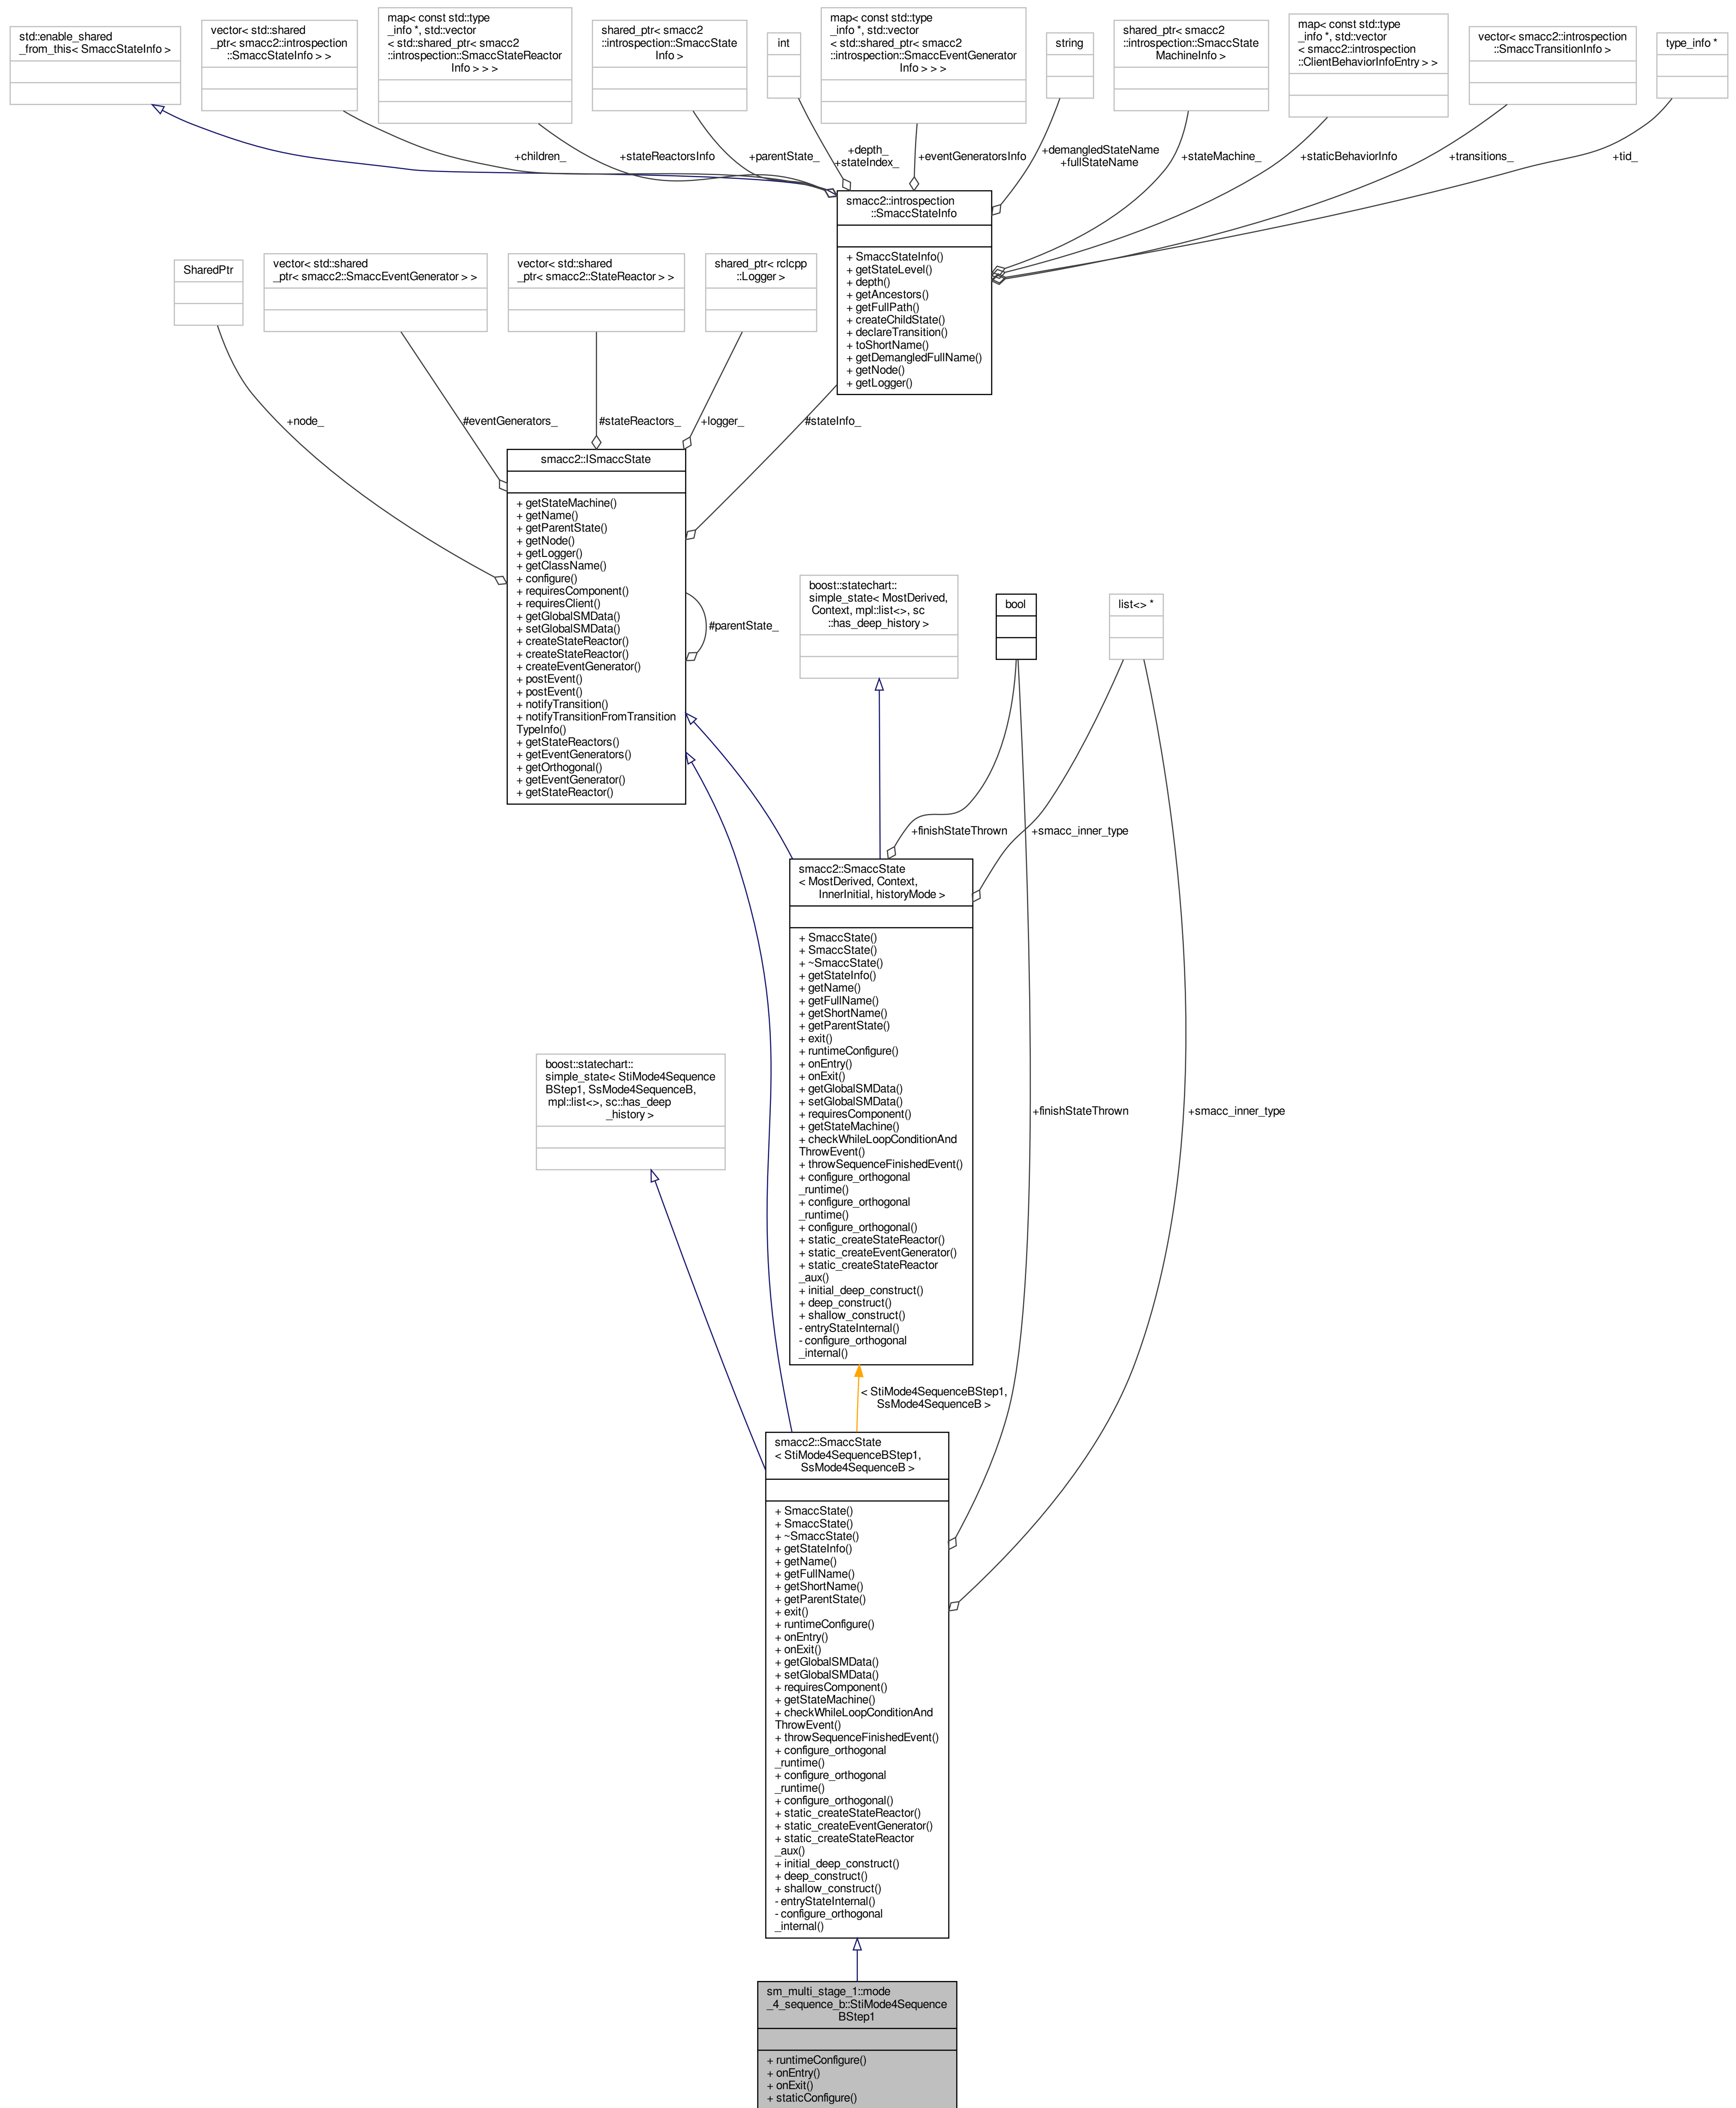 std::enable_shared
_from_this< SmaccStateInfo >
vector< std::shared
_ptr< smacc2::introspection
::SmaccStateInfo > >
map< const std::type
_info *, std::vector
< std::shared_ptr< smacc2
::introspection::SmaccStateReactor
Info > > >
shared_ptr< smacc2
::introspection::SmaccState
Info >
int
map< const std::type
_info *, std::vector
< std::shared_ptr< smacc2
::introspection::SmaccEventGenerator
Info > > >
string
shared_ptr< smacc2
::introspection::SmaccState
MachineInfo >
map< const std::type
_info *, std::vector
< smacc2::introspection
::ClientBehaviorInfoEntry > >
vector< smacc2::introspection
::SmaccTransitionInfo >
type_info *
+children_
+stateReactorsInfo
+parentState_
+depth_
+stateIndex_
+eventGeneratorsInfo
+demangledStateName
+fullStateName
+stateMachine_
+staticBehaviorInfo
+transitions_
+tid_
smacc2::introspection
::SmaccStateInfo
+ SmaccStateInfo()
+ getStateLevel()
+ depth()
+ getAncestors()
+ getFullPath()
+ createChildState()
+ declareTransition()
+ toShortName()
+ getDemangledFullName()
+ getNode()
+ getLogger()
SharedPtr
vector< std::shared
_ptr< smacc2::SmaccEventGenerator > >
vector< std::shared
_ptr< smacc2::StateReactor > >
shared_ptr< rclcpp
::Logger >
+node_
#eventGenerators_
#stateReactors_
+logger_
#stateInfo_
smacc2::ISmaccState
+ getStateMachine()
+ getName()
+ getParentState()
+ getNode()
+ getLogger()
+ getClassName()
+ configure()
+ requiresComponent()
+ requiresClient()
+ getGlobalSMData()
+ setGlobalSMData()
+ createStateReactor()
+ createStateReactor()
+ createEventGenerator()
+ postEvent()
+ postEvent()
+ notifyTransition()
+ notifyTransitionFromTransition
TypeInfo()
+ getStateReactors()
+ getEventGenerators()
+ getOrthogonal()
+ getEventGenerator()
+ getStateReactor()
#parentState_
boost::statechart::
simple_state< MostDerived,
Context, mpl::list<>, sc
::has_deep_history >
bool
list<> *
+finishStateThrown
+smacc_inner_type
smacc2::SmaccState
< MostDerived, Context,
InnerInitial, historyMode >
+ SmaccState()
+ SmaccState()
+ ~SmaccState()
+ getStateInfo()
+ getName()
+ getFullName()
+ getShortName()
+ getParentState()
+ exit()
+ runtimeConfigure()
+ onEntry()
+ onExit()
+ getGlobalSMData()
+ setGlobalSMData()
+ requiresComponent()
+ getStateMachine()
+ checkWhileLoopConditionAnd
ThrowEvent()
+ throwSequenceFinishedEvent()
+ configure_orthogonal
_runtime()
+ configure_orthogonal
_runtime()
+ configure_orthogonal()
+ static_createStateReactor()
+ static_createEventGenerator()
+ static_createStateReactor
_aux()
+ initial_deep_construct()
+ deep_construct()
+ shallow_construct()
- entryStateInternal()
- configure_orthogonal
_internal()
boost::statechart::
simple_state< StiMode4Sequence
BStep1, SsMode4SequenceB,
mpl::list<>, sc::has_deep
_history >
+finishStateThrown
+smacc_inner_type
< StiMode4SequenceBStep1,
SsMode4SequenceB >
smacc2::SmaccState
< StiMode4SequenceBStep1,
SsMode4SequenceB >
+ SmaccState()
+ SmaccState()
+ ~SmaccState()
+ getStateInfo()
+ getName()
+ getFullName()
+ getShortName()
+ getParentState()
+ exit()
+ runtimeConfigure()
+ onEntry()
+ onExit()
+ getGlobalSMData()
+ setGlobalSMData()
+ requiresComponent()
+ getStateMachine()
+ checkWhileLoopConditionAnd
ThrowEvent()
+ throwSequenceFinishedEvent()
+ configure_orthogonal
_runtime()
+ configure_orthogonal
_runtime()
+ configure_orthogonal()
+ static_createStateReactor()
+ static_createEventGenerator()
+ static_createStateReactor
_aux()
+ initial_deep_construct()
+ deep_construct()
+ shallow_construct()
- entryStateInternal()
- configure_orthogonal
_internal()
sm_multi_stage_1::mode
_4_sequence_b::StiMode4Sequence
BStep1
+ runtimeConfigure()
+ onEntry()
+ onExit()
+ staticConfigure()